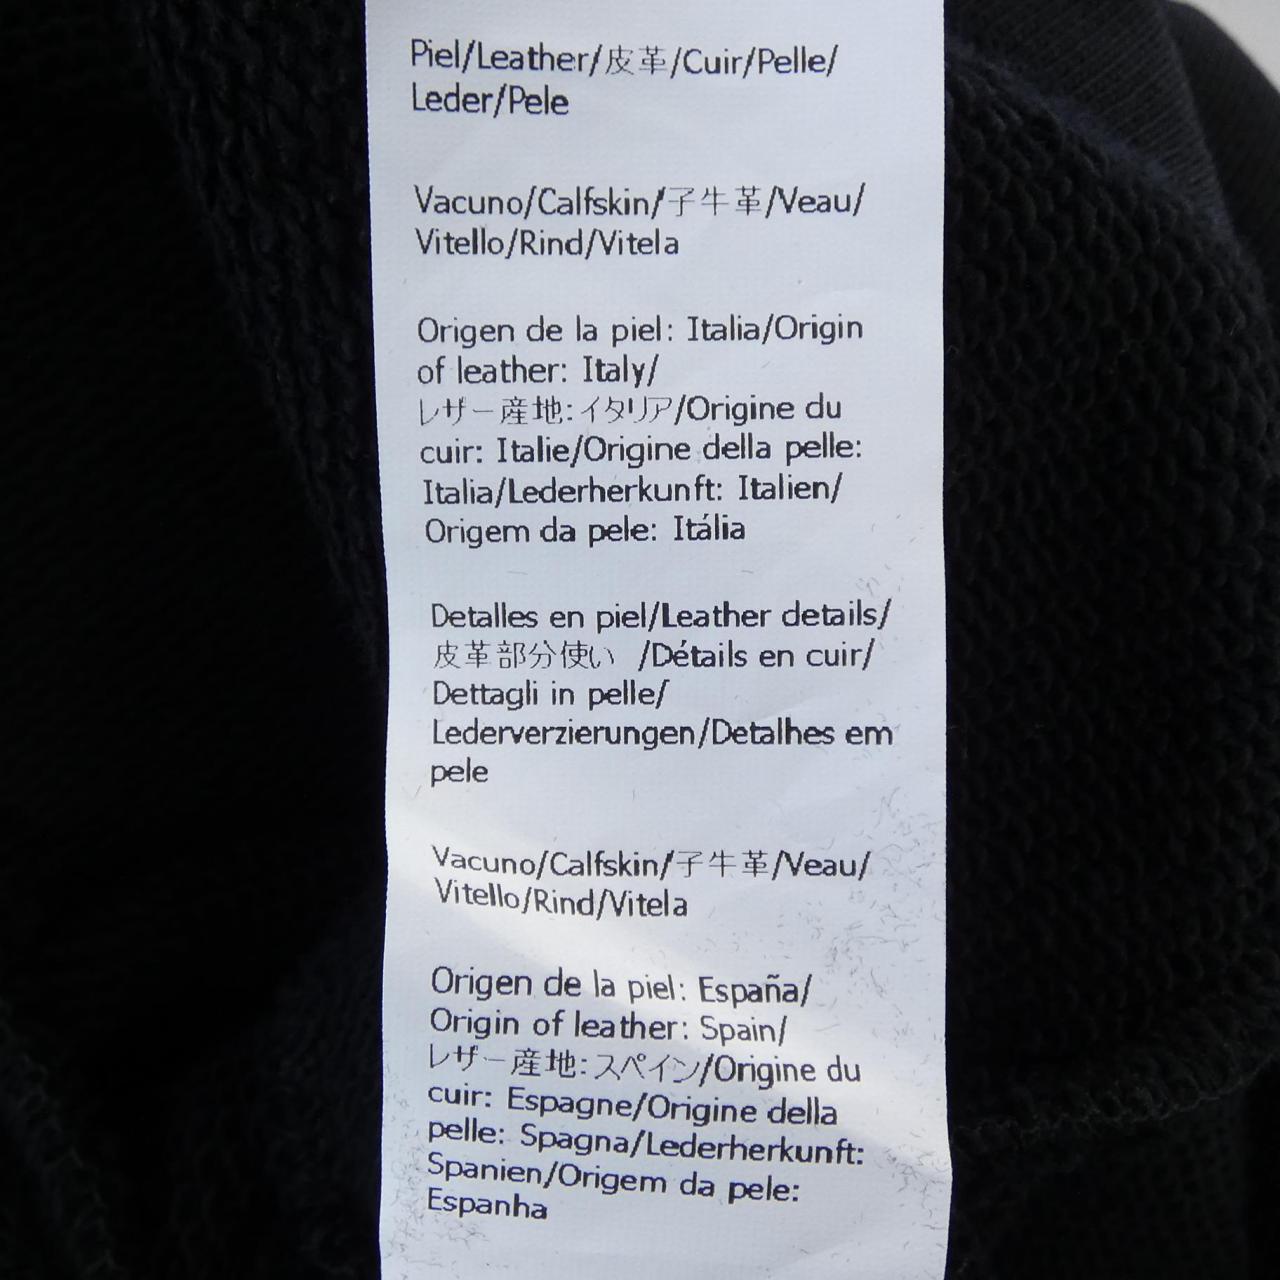 Piel/Leather/皮革/Cuir/Pelle/
Leder/Pele
Vacuno/Calfskin/子牛革/Veau/
Vitello/Rind/Vitela
Origen de la piel: Italia/Origin
of leather: Italy/
レザー産地:イタリア/Origine du
cuir: Italie/Origine della pelle:
Italia/Lederherkunft: Italien/
Origem da pele: Itália
Detalles en piel/Leather details/
皮革部分使い /Détails en cuir/
Dettagli in pelle/
Lederverzierungen/Detalhes em
pele
Vacuno/Calfskin/子牛革/Veau/
Vitello/Rind/Vitela
Origen de la piel: España/
Origin of leather: Spain/
レザー産地:スペイン/Origine du
cuir: Espagne/Origine della
pelle: Spagna/Lederherkunft:
Spanien/Origem da pele:
Espanha